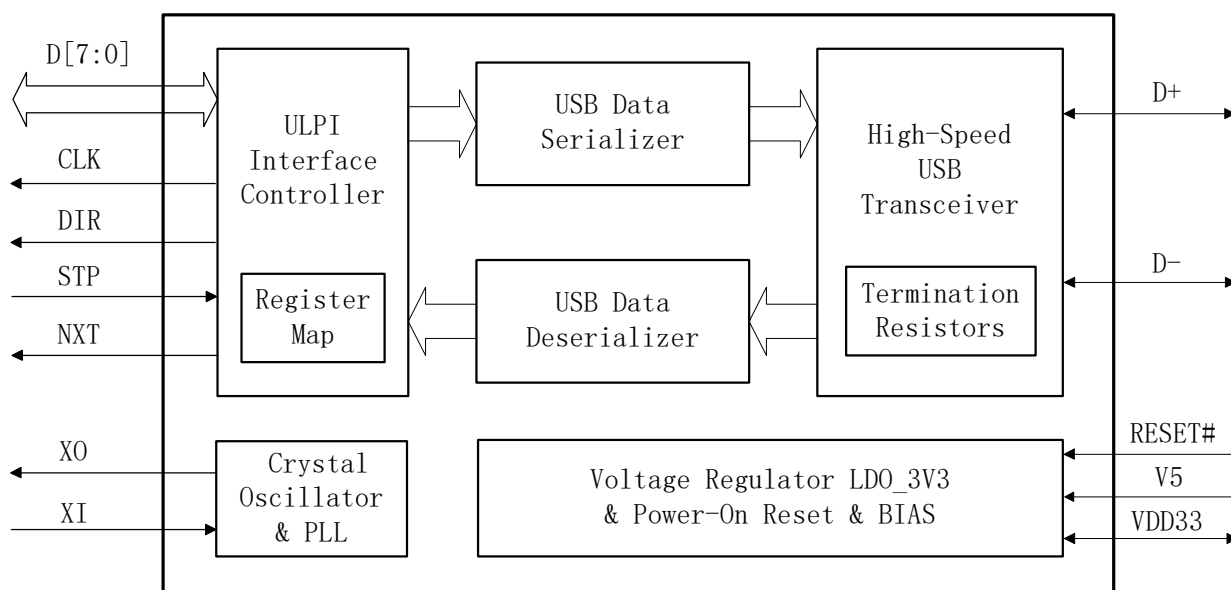 D[7:0]
CLK
DIR
STP
NXT
XO
XI
ULPI
Interface
Controller
Register
Map
USB Data
Serializer
USB Data
Deserializer
High-Speed
USB
Transceiver
Termination
Resistors
Crystal
Oscillator
& PLL
Voltage Regulator LDO_3V3
& Power-On Reset & BIAS
D+
D-
RESET#
V5
VDD33